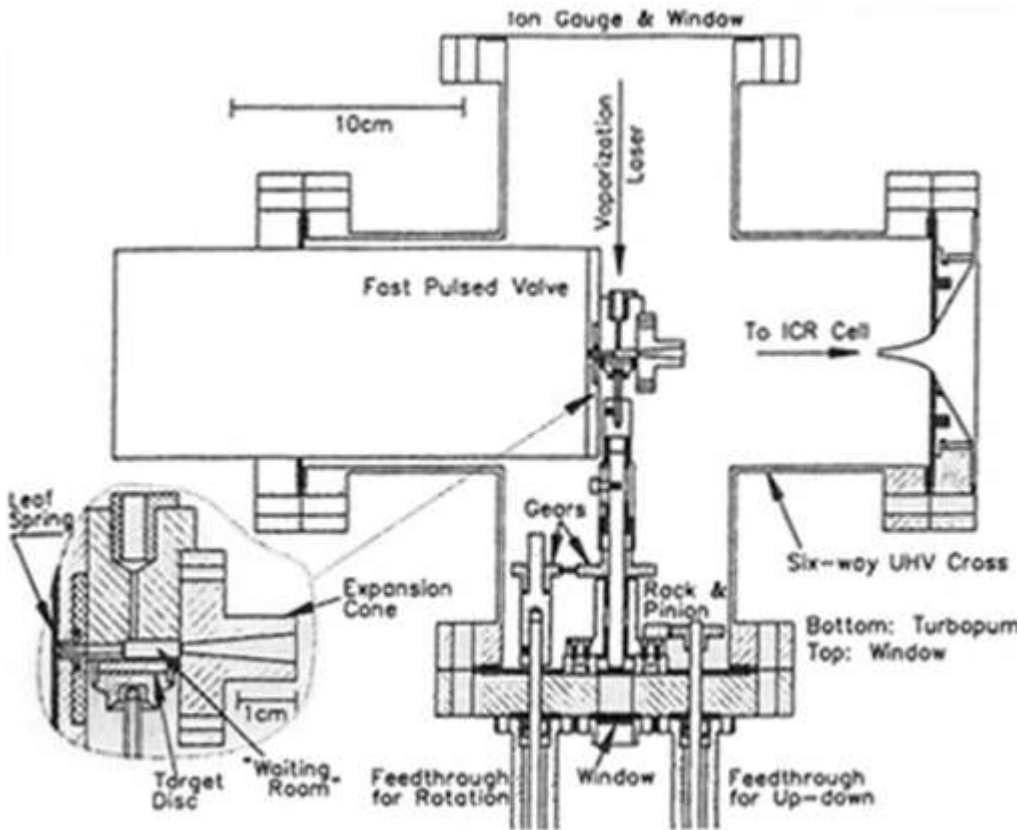 Ion Gauge & Window
10cm
Vaporization
Laser
Fast Pulsed Valve
To ICR Cell
Leaf
Spring
Gears
Six-way UHV Cross
Expansion
Cone
Rack &
Pinion
Bottom: Turbopum
Top: Window
1cm
"Waiting
Room"
Target
Disc
Feedthrough
for Rotation
Window
Feedthrough
for Up-down